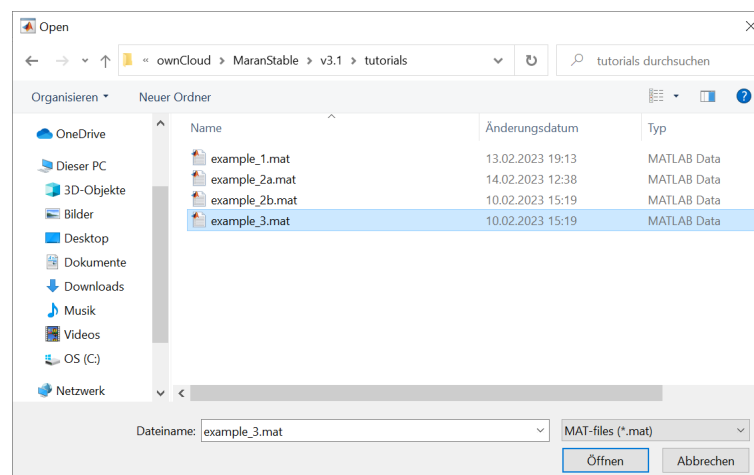 Open
« ownCloud > MaranStable > v3.1 > tutorials
tutorials durchsuchen
Organisieren Neuer Ordner
Name Änderungsdatum Typ
example_1.mat 13.02.2023 19:13 MATLAB Data
example_2a.mat 14.02.2023 12:38 MATLAB Data
example_2b.mat 10.02.2023 15:19 MATLAB Data
example_3.mat 10.02.2023 15:19 MATLAB Data
OneDrive
Dieser PC
3D-Objekte
Bilder
Desktop
Dokumente
Downloads
Musik
Videos
OS (C:)
Netzwerk
Dateiname: example_3.mat MAT-files (*.mat)
Öffnen Abbrechen